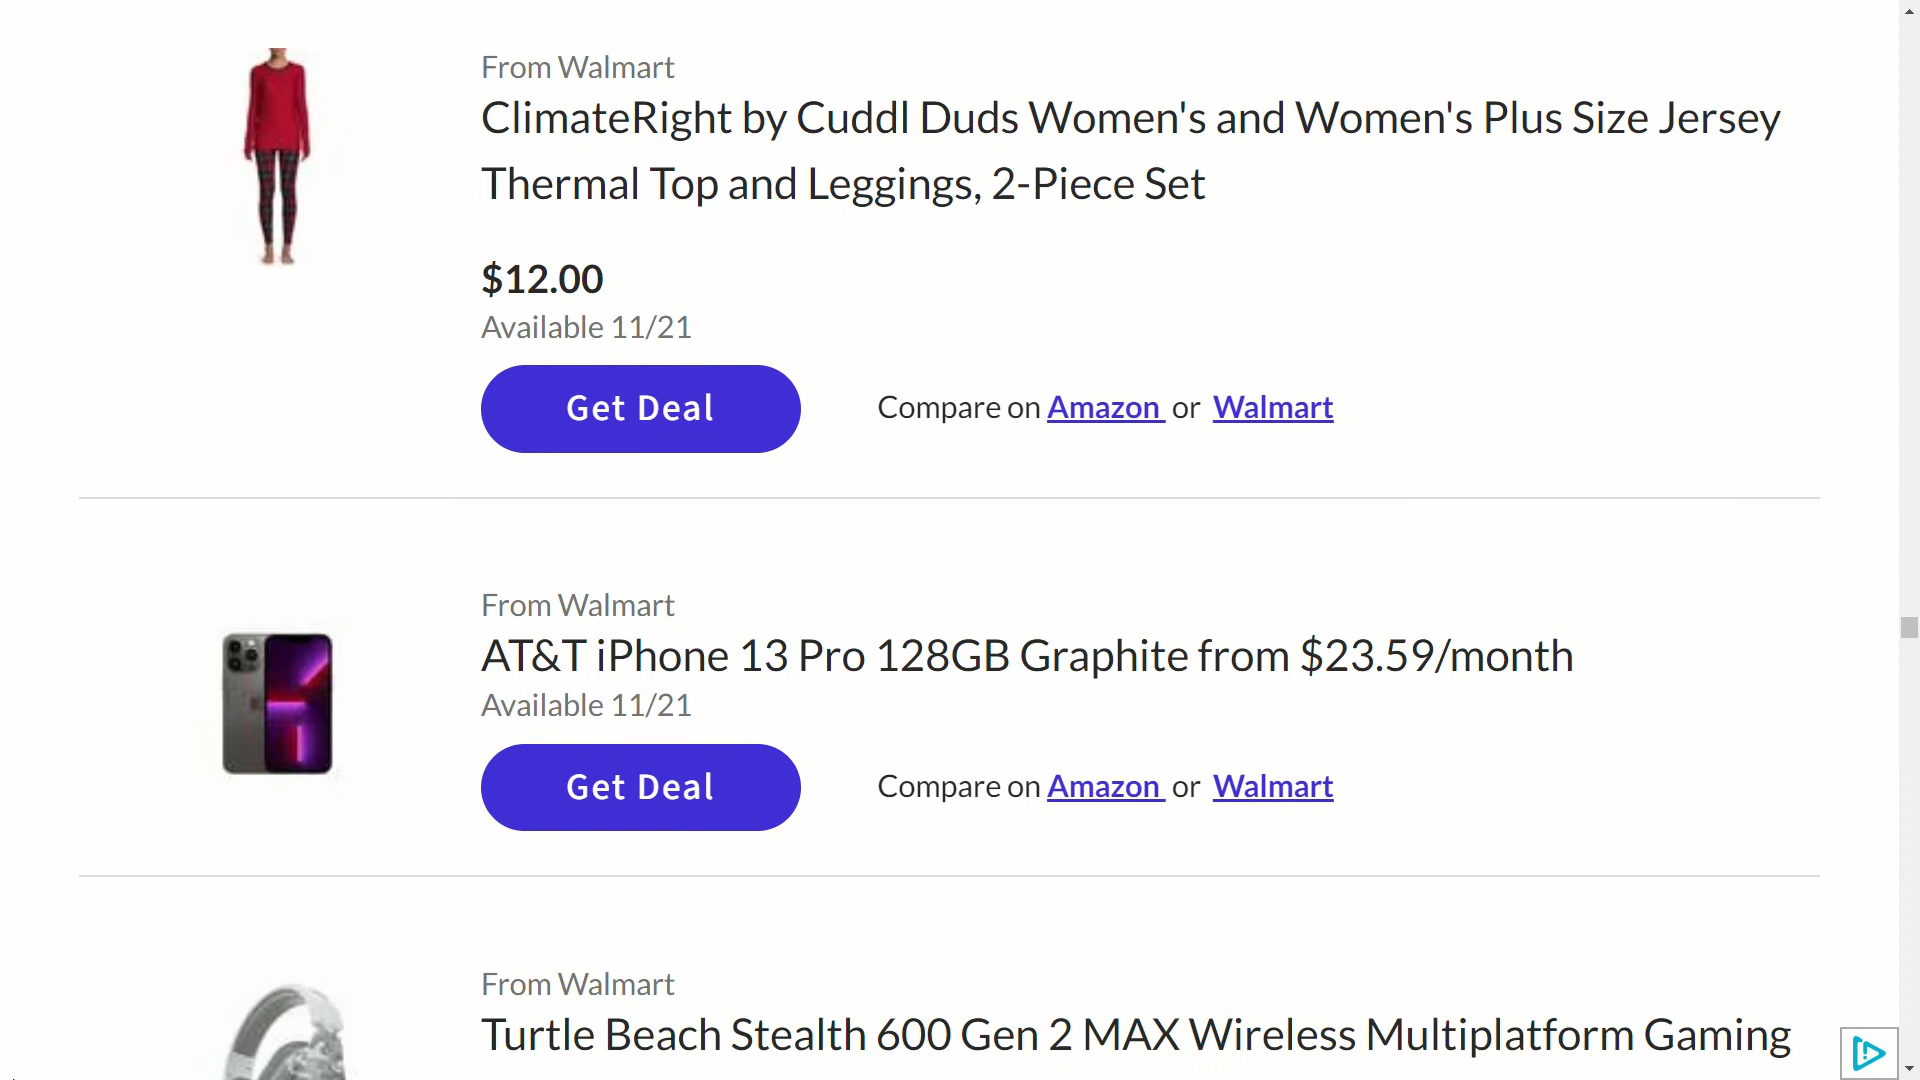 From Walmart
ClimateRight by Cuddl Duds Women's and Women's Plus Size Jersey
Thermal Top and Leggings, 2-Piece Set
$12.00
Available 11/21
Get Deal
Compare on Amazon or Walmart
From Walmart
AT&T iPhone 13 Pro 128GB Graphite from $23.59/month
Available 11/21
Get Deal
Compare on Amazon or Walmart
From Walmart
Turtle Beach Stealth 600 Gen 2 MAX Wireless Multiplatform Gaming